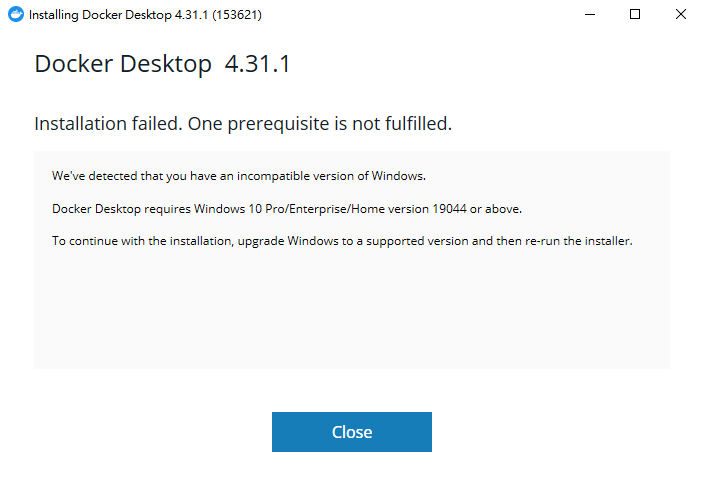 Installing Docker Desktop 4.31.1 (153621)
Docker Desktop 4.31.1
Installation failed. One prerequisite is not fulfilled.
We've detected that you have an incompatible version of Windows.
Docker Desktop requires Windows 10 Pro/Enterprise/Home version 19044 or above.
To continue with the installation, upgrade Windows to a supported version and then re-run the installer.
Close